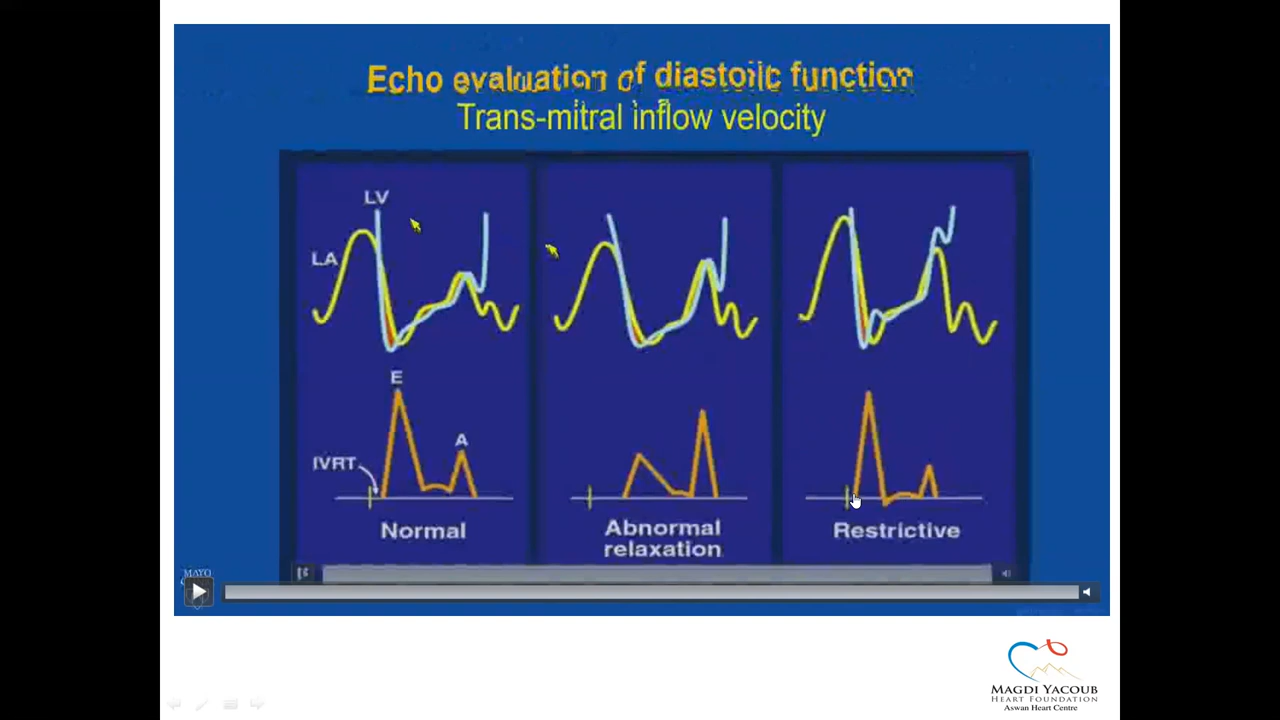 Echo evaluation of diastolic function
Trans-mitral inflow velocity
LV
LA
E
A
IVRT
Normal
Abnormal
relaxation
Restrictive
MAYO
MAGDI YACOUB
HEART FOUNDATION
Aswan Heart Centre